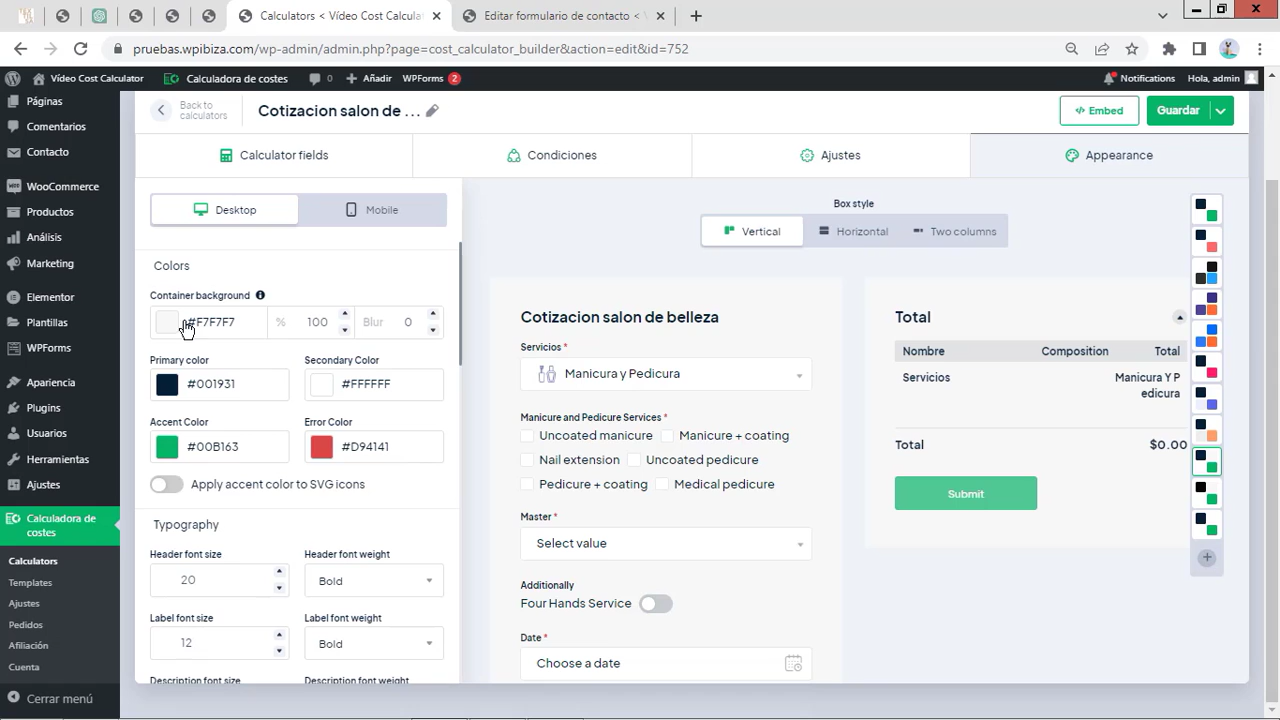 Calculators < Vídeo Cost Calcula
Editar formulario de contacto <
pruebas.wpibiza.com/wp-admin/admin.php?page=cost_calculator_builder&action=edit&id=752
Vídeo Cost Calculator
Calculadora de costes
0
Añadir
WPForms
2
Notifications
Hola, admin
Páginas
Comentarios
Contacto
WooCommerce
Productos
Análisis
Marketing
Elementor
Plantillas
WPForms
Apariencia
Plugins
Usuarios
Herramientas
Ajustes
Calculadora de
costes
Calculators
Templates
Ajustes
Pedidos
Afiliación
Cuenta
Cerrar menú
Back to
calculators
Cotizacion salon de ...
</> Embed
Guardar
Calculator fields
Condiciones
Ajustes
Appearance
Desktop
Mobile
Colors
Container background
#F7F7F7
% 100
Blur 0
Primary color
Secondary Color
#001931
#FFFFFF
Accent Color
Error Color
#00B163
#D94141
Apply accent color to SVG icons
Typography
Header font size
Header font weight
20
Bold
Label font size
Label font weight
12
Bold
Description font size
Description font weight
Box style
Vertical
Horizontal
Two columns
Cotizacion salon de belleza
Servicios *
Manicura y Pedicura
Manicure and Pedicure Services *
Uncoated manicure
Manicure + coating
Nail extension
Uncoated pedicure
Pedicure + coating
Medical pedicure
Master *
Select value
Additionally
Four Hands Service
Date *
Choose a date
Total
Nombre Composition Total
Servicios Manicura Y P
edicura
Total $0.00
Submit